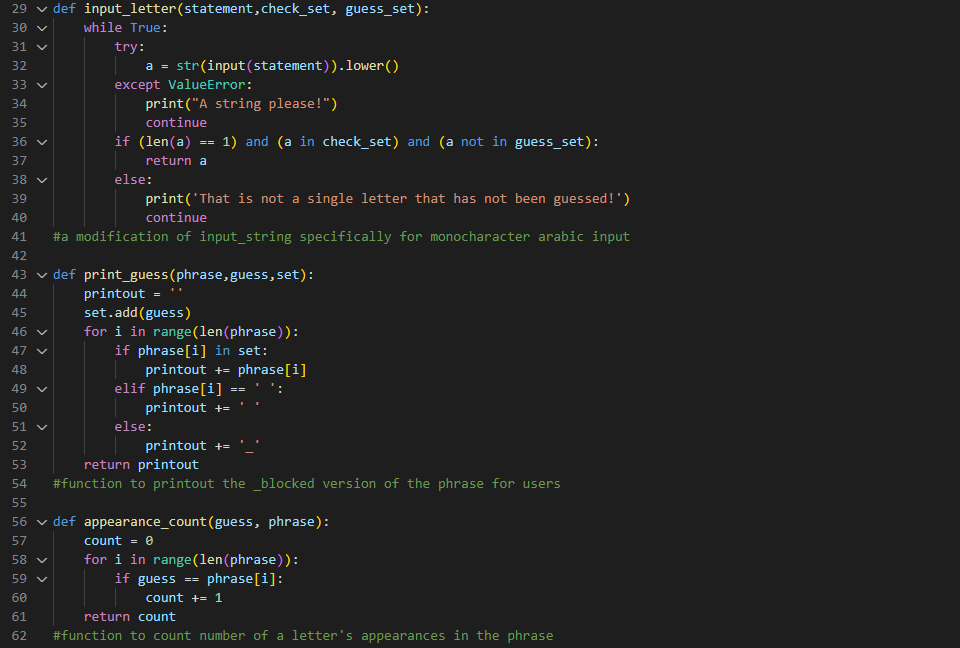 29 def input_letter(statement,check_set, guess_set):
30     while True:
31         try:
32             a = str(input(statement)).lower()
33         except ValueError:
34             print("A string please!")
35             continue
36         if (len(a) == 1) and (a in check_set) and (a not in guess_set):
37             return a
38         else:
39             print('That is not a single letter that has not been guessed!')
40             continue
41 #a modification of input_string specifically for monocharacter arabic input
42
43 def print_guess(phrase,guess,set):
44     printout = ''
45     set.add(guess)
46     for i in range(len(phrase)):
47         if phrase[i] in set:
48             printout += phrase[i]
49         elif phrase[i] == ' ':
50             printout += ' '
51         else:
52             printout += '_'
53     return printout
54 #function to printout the _blocked version of the phrase for users
55
56 def appearance_count(guess, phrase):
57     count = 0
58     for i in range(len(phrase)):
59         if guess == phrase[i]:
60             count += 1
61     return count
62 #function to count number of a letter's appearances in the phrase